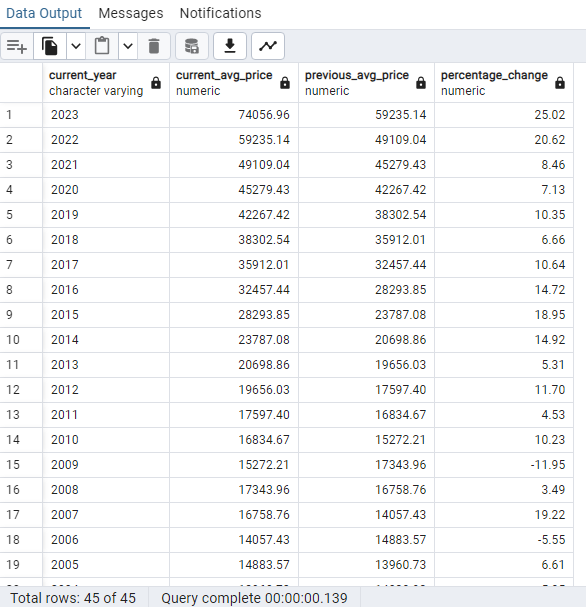 Data Output Messages Notifications
current_year current_avg_price previous_avg_price percentage_change
character varying numeric numeric numeric
1 2023 74056.96 59235.14 25.02
2 2022 59235.14 49109.04 20.62
3 2021 49109.04 45279.43 8.46
4 2020 45279.43 42267.42 7.13
5 2019 42267.42 38302.54 10.35
6 2018 38302.54 35912.01 6.66
7 2017 35912.01 32457.44 10.64
8 2016 32457.44 28293.85 14.72
9 2015 28293.85 23787.08 18.95
10 2014 23787.08 20698.86 14.92
11 2013 20698.86 19656.03 5.31
12 2012 19656.03 17597.40 11.70
13 2011 17597.40 16834.67 4.53
14 2010 16834.67 15272.21 10.23
15 2009 15272.21 17343.96 -11.95
16 2008 17343.96 16758.76 3.49
17 2007 16758.76 14057.43 19.22
18 2006 14057.43 14883.57 -5.55
19 2005 14883.57 13960.73 6.61
Total rows: 45 of 45 Query complete 00:00:00.139